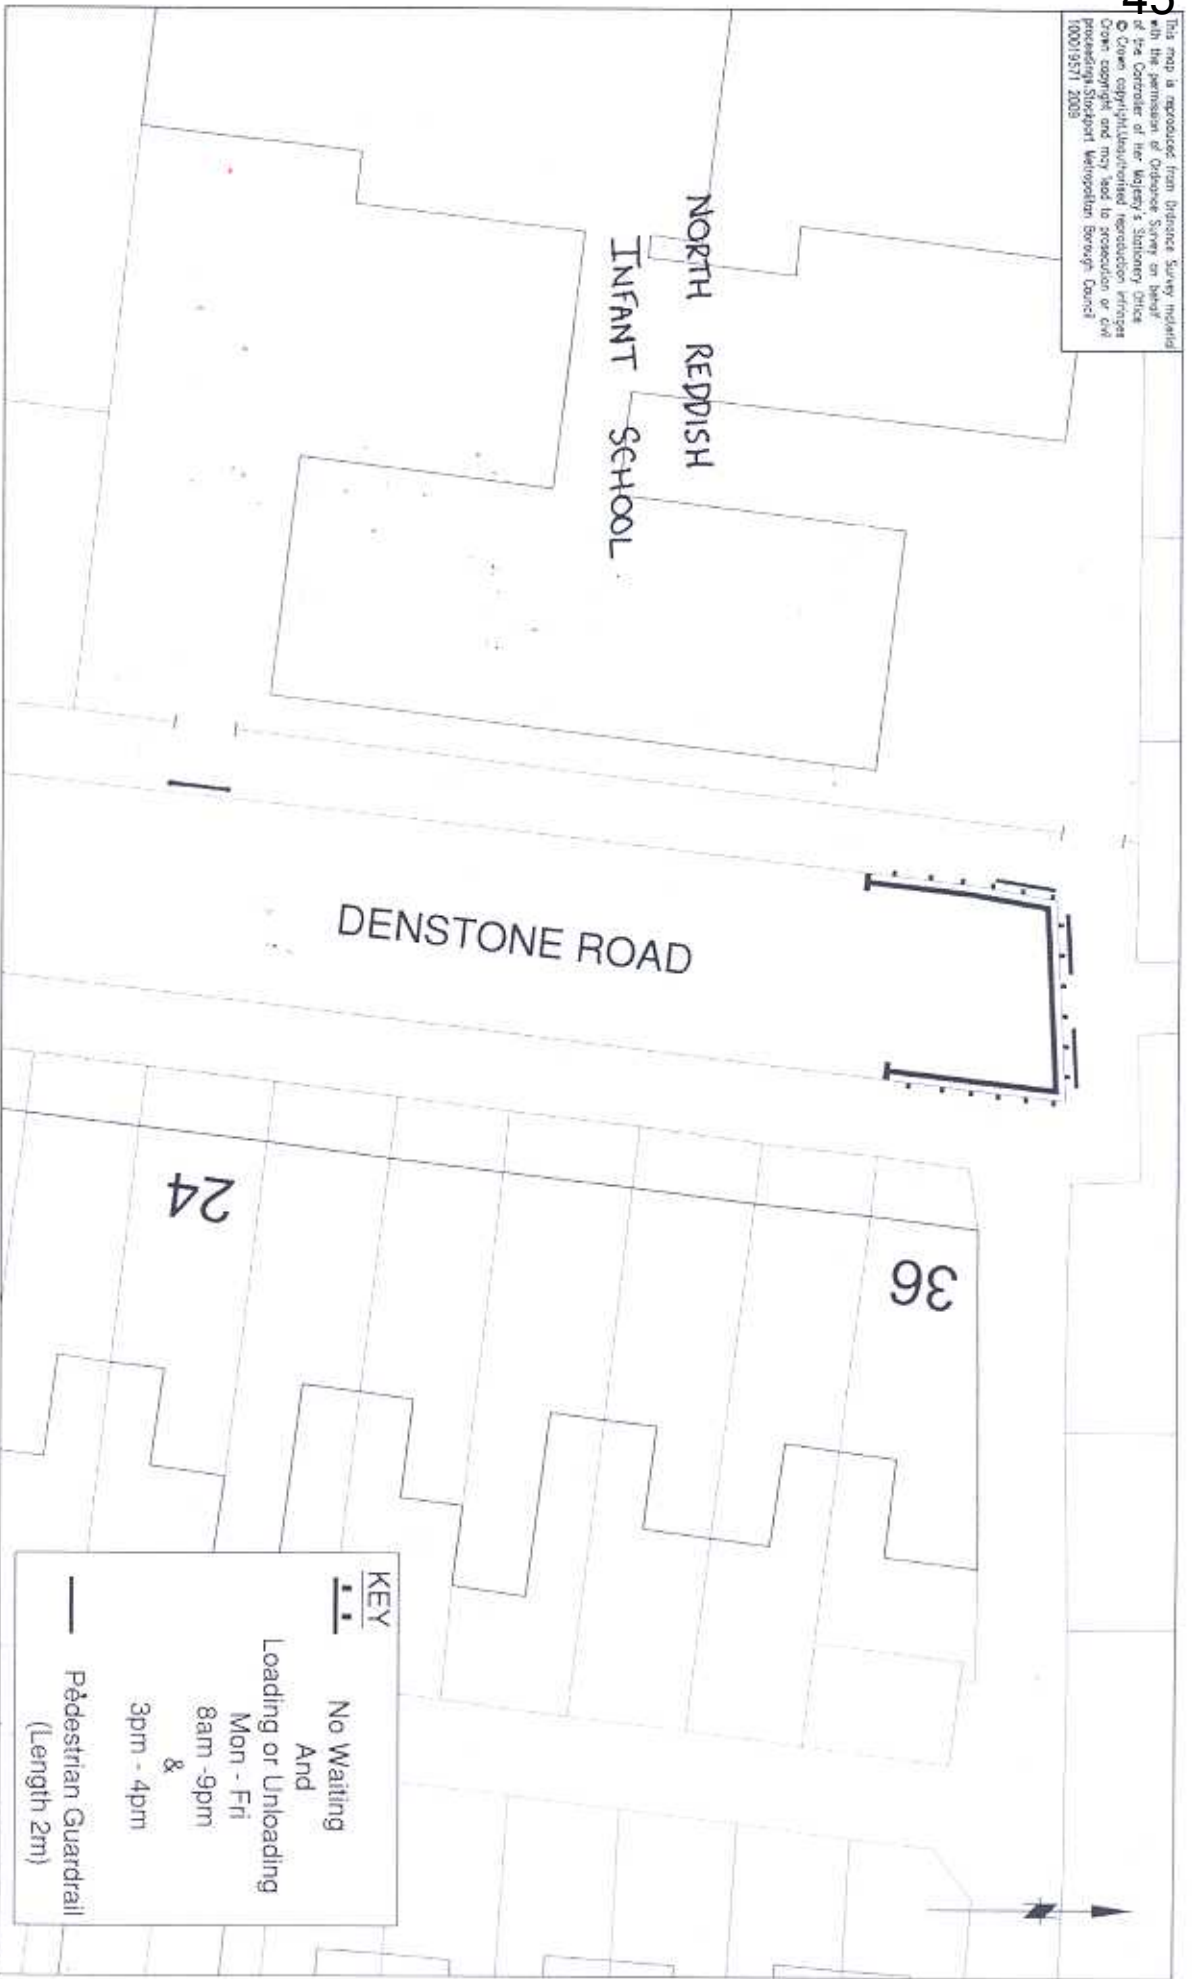 45
This map is reproduced from Ordnance Survey material
with the permission of Ordnance Survey on behalf
of the Controller of Her Majesty's Stationery Office
© Crown copyright.Unauthorised reproduction infringes
Crown copyright and may lead to prosecution or civil
proceedings.Stockport Metropolitan Borough Council
100019571 2009
NORTH REDDISH
INFANT SCHOOL
DENSTONE ROAD
24
36
KEY
No Waiting
And
Loading or Unloading
Mon - Fri
8am -9pm
&
3pm - 4pm
Pedestrian Guardrail
(Length 2m)